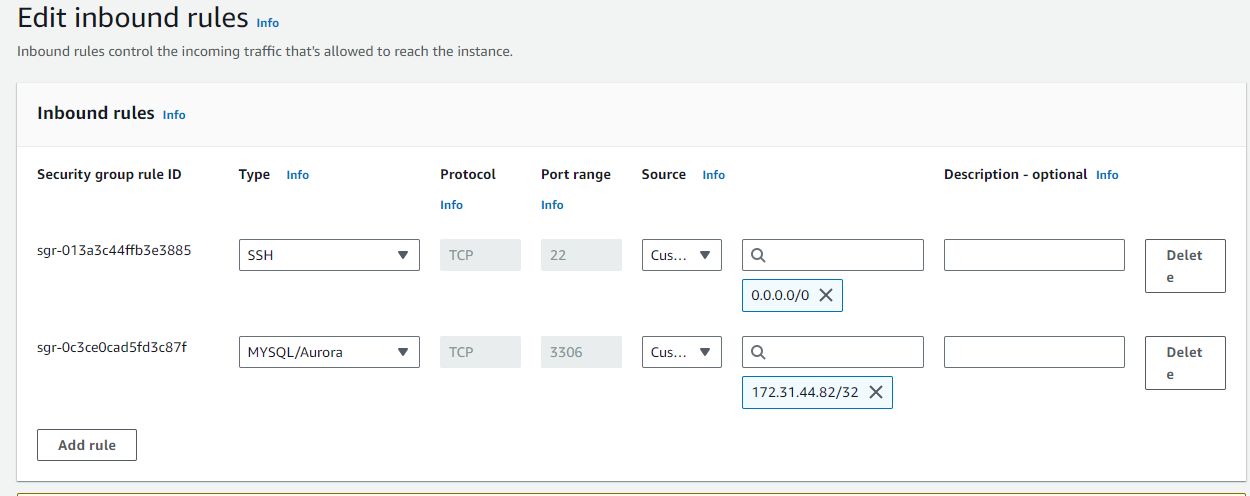 Edit inbound rules Info
Inbound rules control the incoming traffic that's allowed to reach the instance.
Inbound rules Info
Security group rule ID Type Info Protocol Port range Source Info Description - optional Info
Info Info
sgr-013a3c44ffb3e3885 SSH TCP 22 Cus... Delet
e
0.0.0.0/0
sgr-0c3ce0cad5fd3c87f MYSQL/Aurora TCP 3306 Cus... Delet
e
172.31.44.82/32
Add rule